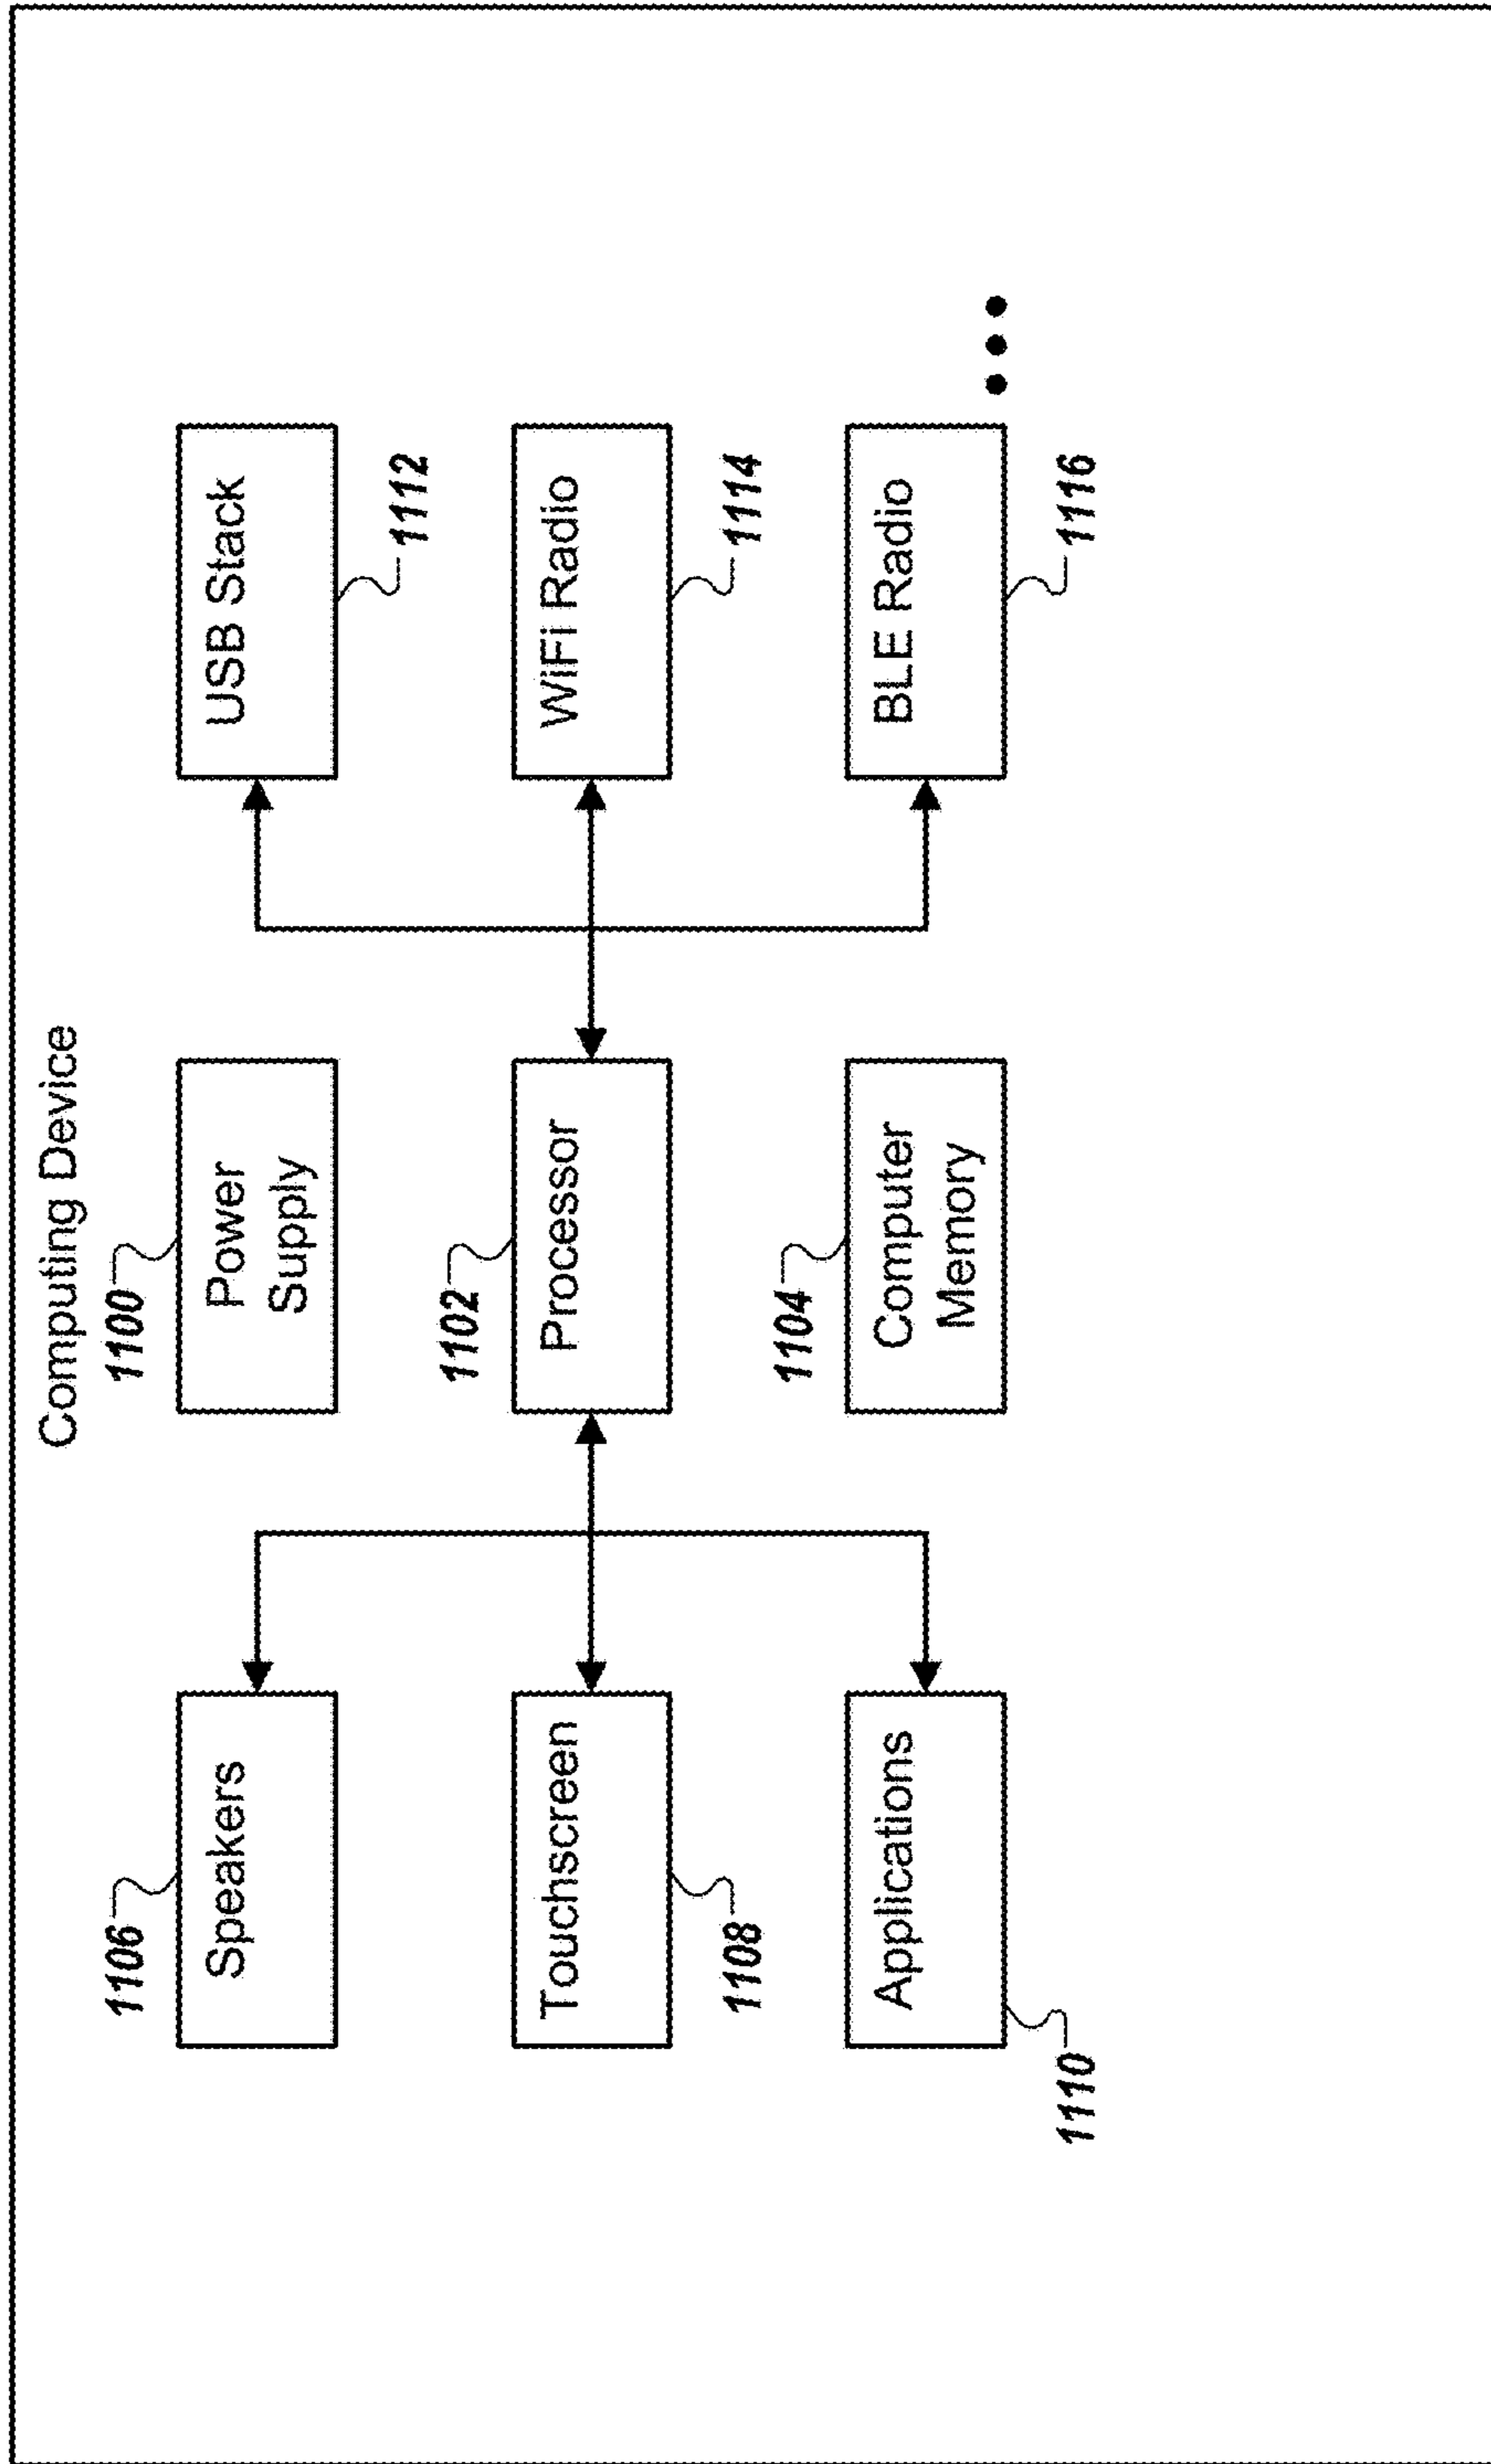 Computing Device
1106
Speakers
1108
Touchscreen
1110
Applications
1100
Power
Supply
1102
Processor
1104
Computer
Memory
USB Stack
1112
WiFi Radio
1114
BLE Radio
1116